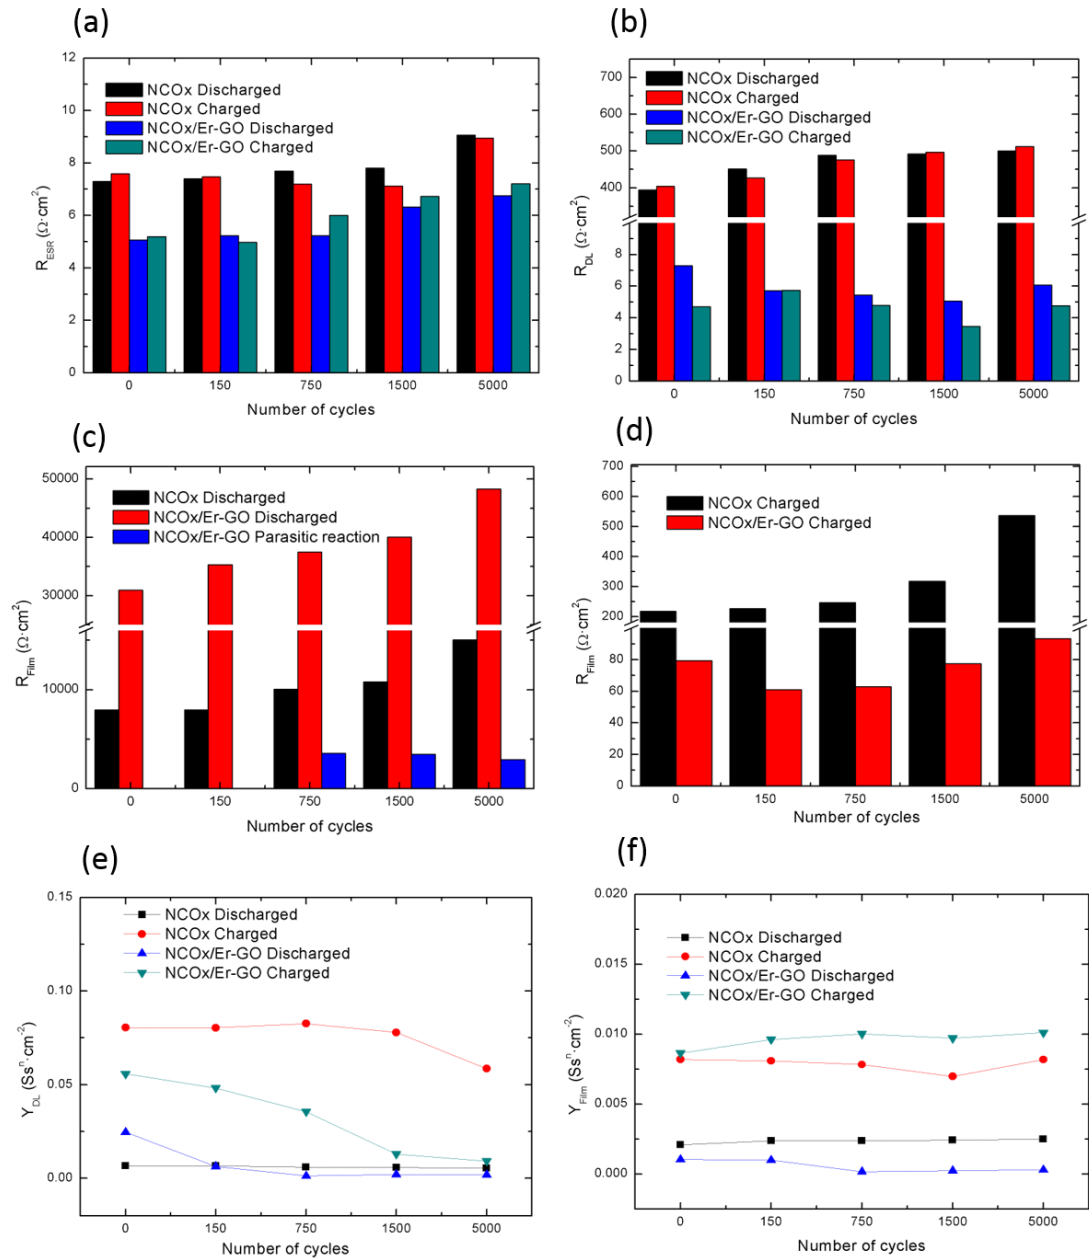 (a)
12
10
8
6
4
2
0
R_ESR (Ω·cm²)
NCOx Discharged
NCOx Charged
NCOx/Er-GO Discharged
NCOx/Er-GO Charged
0 150 750 1500 5000
Number of cycles
(b)
700
600
500
400
8
6
4
2
0
R_DL (Ω·cm²)
NCOx Discharged
NCOx Charged
NCOx/Er-GO Discharged
NCOx/Er-GO Charged
0 150 750 1500 5000
Number of cycles
(c)
50000
40000
30000
10000
0
R_Film (Ω·cm²)
NCOx Discharged
NCOx/Er-GO Discharged
NCOx/Er-GO Parasitic reaction
0 150 750 1500 5000
Number of cycles
(d)
700
600
500
400
300
200
80
60
40
20
0
R_Film (Ω·cm²)
NCOx Charged
NCOx/Er-GO Charged
0 150 750 1500 5000
Number of cycles
(e)
0.15
0.10
0.05
0.00
Y_DL (Ssⁿ·cm⁻²)
NCOx Discharged
NCOx Charged
NCOx/Er-GO Discharged
NCOx/Er-GO Charged
0 150 750 1500 5000
Number of cycles
(f)
0.020
0.015
0.010
0.005
0.000
Y_Film (Ssⁿ·cm⁻²)
NCOx Discharged
NCOx Charged
NCOx/Er-GO Discharged
NCOx/Er-GO Charged
0 150 750 1500 5000
Number of cycles